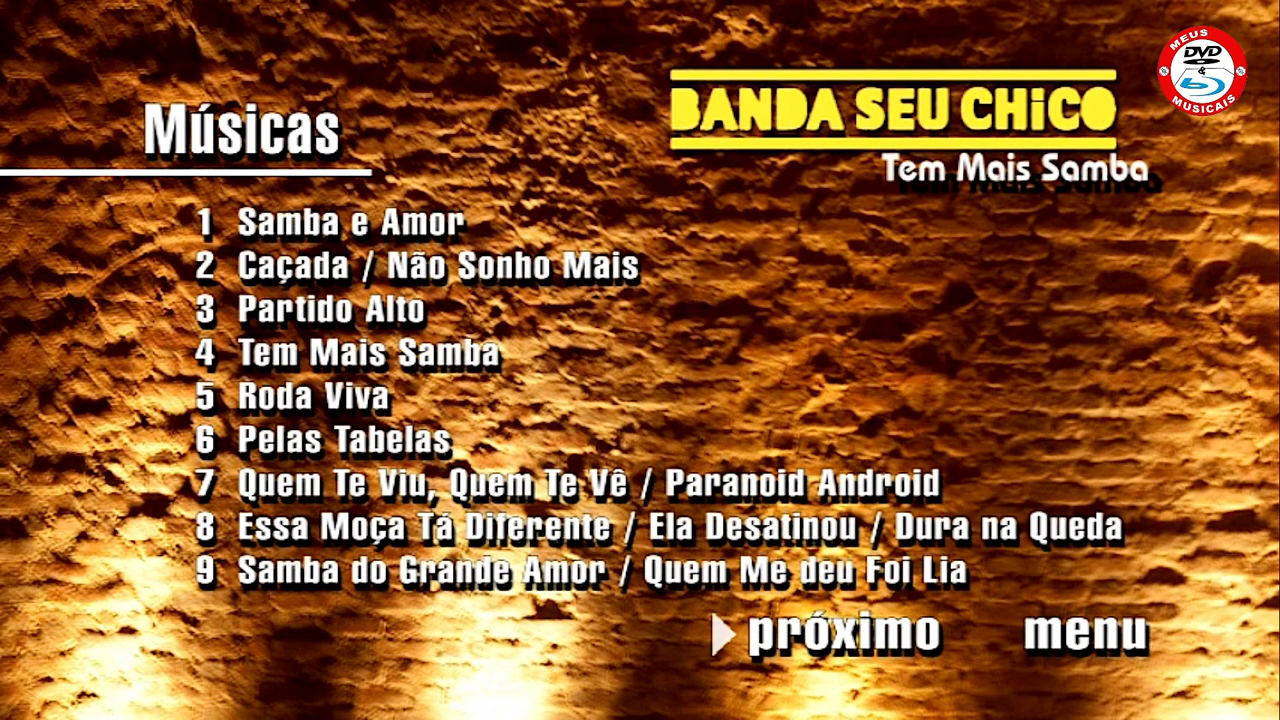 MEUS
DVD
&
MUSICAIS
BANDA SEU CHiCO
Tem Mais Samba
Músicas
1 Samba e Amor
2 Caçada / Não Sonho Mais
3 Partido Alto
4 Tem Mais Samba
5 Roda Viva
6 Pelas Tabelas
7 Quem Te Viu, Quem Te Vê / Paranoid Android
8 Essa Moça Tá Diferente / Ela Desatinou / Dura na Queda
9 Samba do Grande Amor / Quem Me deu Foi Lia
próximo menu